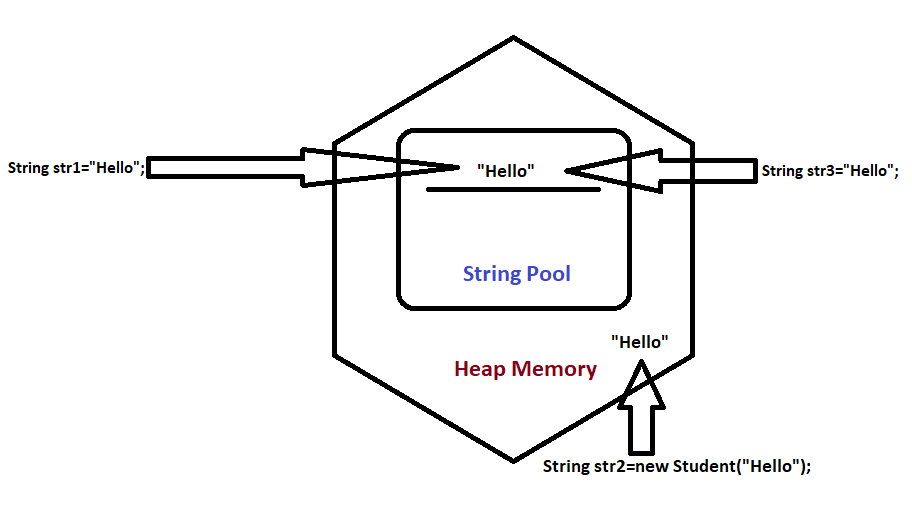 String str1="Hello";
"Hello"
String str3="Hello";
String Pool
"Hello"
Heap Memory
String str2=new Student("Hello");